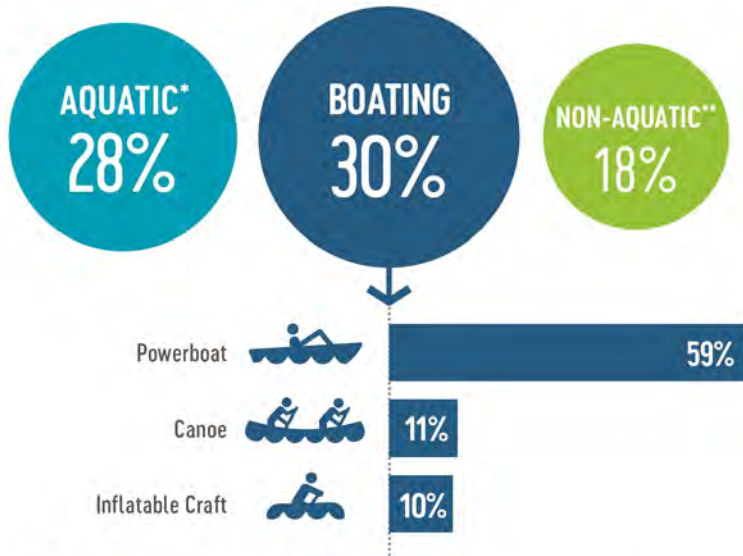 AQUATIC*
28%
BOATING
30%
NON-AQUATIC**
18%
Powerboat
59%
Canoe
11%
Inflatable Craft
10%